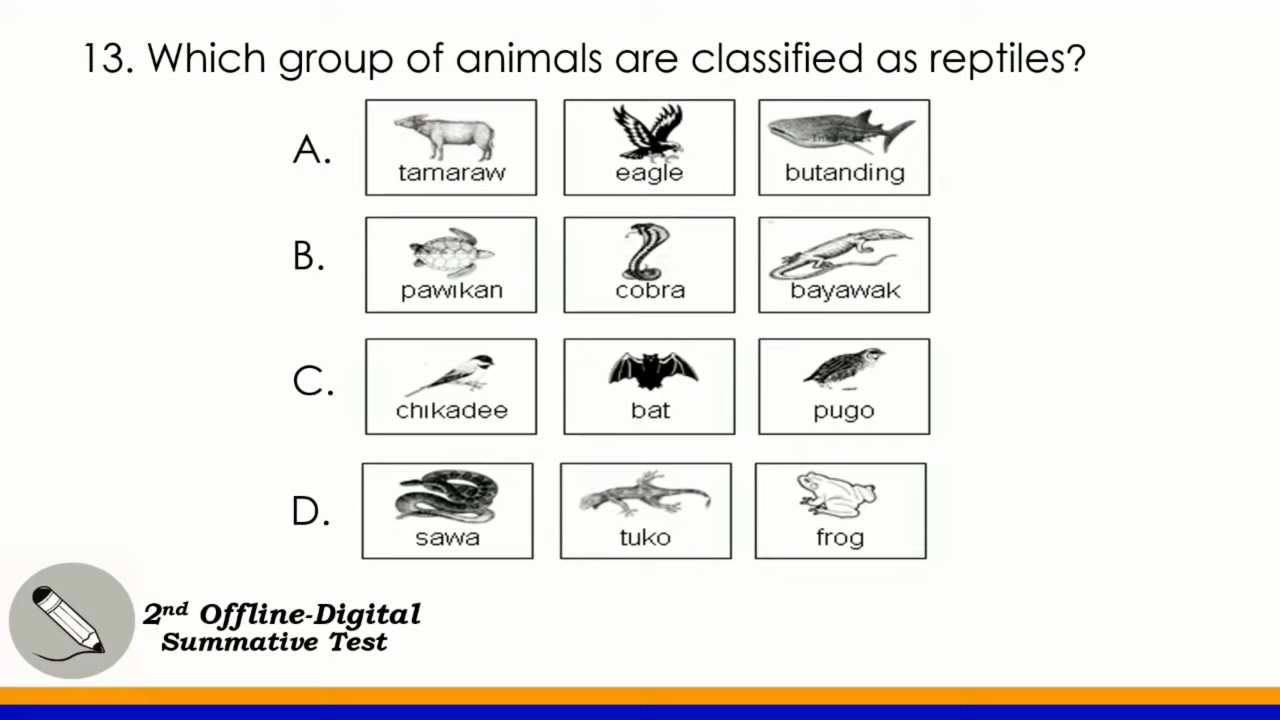 13. Which group of animals are classified as reptiles?
A.
tamaraw
eagle
butanding
B.
pawikan
cobra
bayawak
C.
chikadee
bat
pugo
D.
sawa
tuko
frog
2nd Offline-Digital
Summative Test